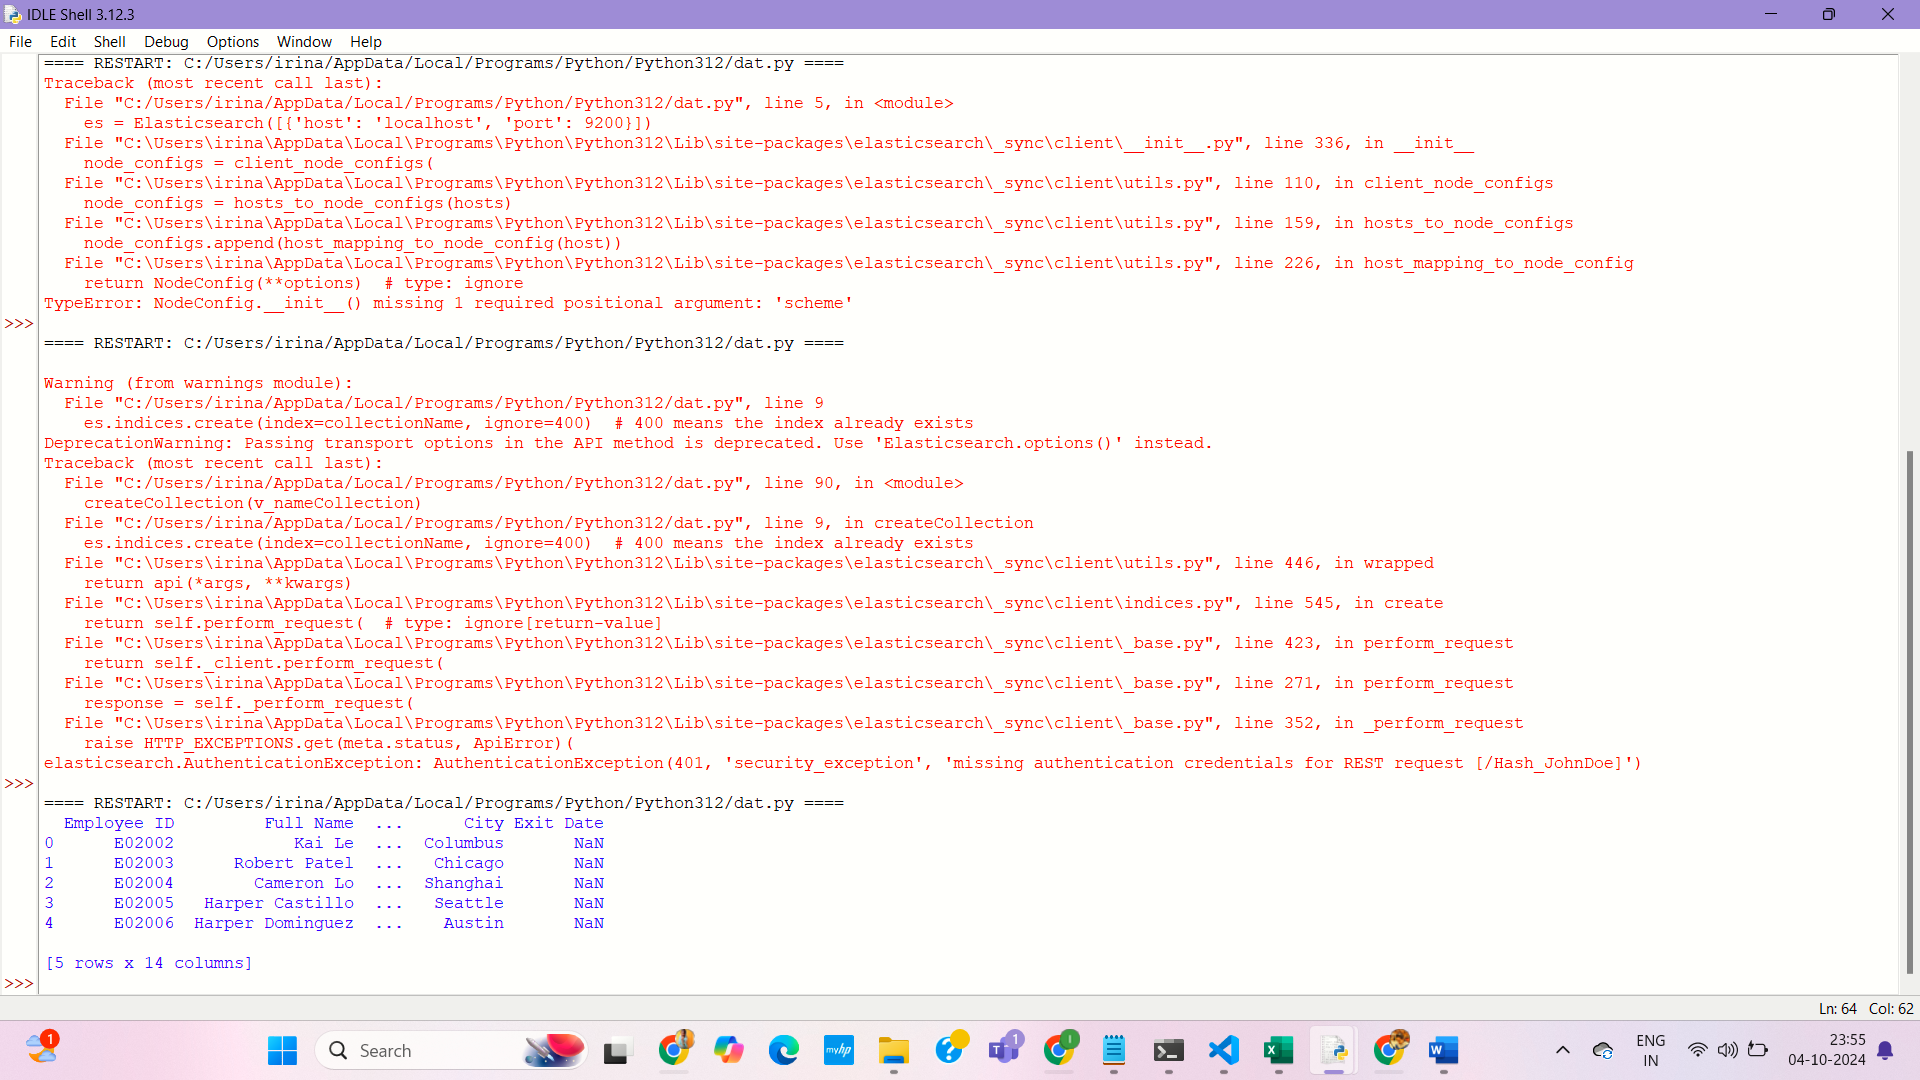 IDLE Shell 3.12.3
File Edit Shell Debug Options Window Help
==== RESTART: C:/Users/irina/AppData/Local/Programs/Python/Python312/dat.py ====
Traceback (most recent call last):
  File "C:/Users/irina/AppData/Local/Programs/Python/Python312/dat.py", line 5, in <module>
    es = Elasticsearch([{'host': 'localhost', 'port': 9200}])
  File "C:\Users\irina\AppData\Local\Programs\Python\Python312\Lib\site-packages\elasticsearch\_sync\client\__init__.py", line 336, in __init__
    node_configs = client_node_configs(
  File "C:\Users\irina\AppData\Local\Programs\Python\Python312\Lib\site-packages\elasticsearch\_sync\client\utils.py", line 110, in client_node_configs
    node_configs = hosts_to_node_configs(hosts)
  File "C:\Users\irina\AppData\Local\Programs\Python\Python312\Lib\site-packages\elasticsearch\_sync\client\utils.py", line 159, in hosts_to_node_configs
    node_configs.append(host_mapping_to_node_config(host))
  File "C:\Users\irina\AppData\Local\Programs\Python\Python312\Lib\site-packages\elasticsearch\_sync\client\utils.py", line 226, in host_mapping_to_node_config
    return NodeConfig(**options)  # type: ignore
TypeError: NodeConfig.__init__() missing 1 required positional argument: 'scheme'
>>>
==== RESTART: C:/Users/irina/AppData/Local/Programs/Python/Python312/dat.py ====
Warning (from warnings module):
  File "C:/Users/irina/AppData/Local/Programs/Python/Python312/dat.py", line 9
    es.indices.create(index=collectionName, ignore=400)  # 400 means the index already exists
DeprecationWarning: Passing transport options in the API method is deprecated. Use 'Elasticsearch.options()' instead.
Traceback (most recent call last):
  File "C:/Users/irina/AppData/Local/Programs/Python/Python312/dat.py", line 90, in <module>
    createCollection(v_nameCollection)
  File "C:/Users/irina/AppData/Local/Programs/Python/Python312/dat.py", line 9, in createCollection
    es.indices.create(index=collectionName, ignore=400)  # 400 means the index already exists
  File "C:\Users\irina\AppData\Local\Programs\Python\Python312\Lib\site-packages\elasticsearch\_sync\client\utils.py", line 446, in wrapped
    return api(*args, **kwargs)
  File "C:\Users\irina\AppData\Local\Programs\Python\Python312\Lib\site-packages\elasticsearch\_sync\client\indices.py", line 545, in create
    return self.perform_request(  # type: ignore[return-value]
  File "C:\Users\irina\AppData\Local\Programs\Python\Python312\Lib\site-packages\elasticsearch\_sync\client\_base.py", line 423, in perform_request
    return self._client.perform_request(
  File "C:\Users\irina\AppData\Local\Programs\Python\Python312\Lib\site-packages\elasticsearch\_sync\client\_base.py", line 271, in perform_request
    response = self._perform_request(
  File "C:\Users\irina\AppData\Local\Programs\Python\Python312\Lib\site-packages\elasticsearch\_sync\client\_base.py", line 352, in _perform_request
    raise HTTP_EXCEPTIONS.get(meta.status, ApiError)(
elasticsearch.AuthenticationException: AuthenticationException(401, 'security_exception', 'missing authentication credentials for REST request [/Hash_JohnDoe]')
>>>
==== RESTART: C:/Users/irina/AppData/Local/Programs/Python/Python312/dat.py ====
  Employee ID         Full Name  ...      City Exit Date
0      E02002            Kai Le  ...  Columbus       NaN
1      E02003      Robert Patel  ...   Chicago       NaN
2      E02004        Cameron Lo  ...  Shanghai       NaN
3      E02005   Harper Castillo  ...   Seattle       NaN
4      E02006  Harper Dominguez  ...    Austin       NaN
[5 rows x 14 columns]
>>>
Ln: 64 Col: 62
1
Search
myhp
1
I
ENG
IN
23:55
04-10-2024